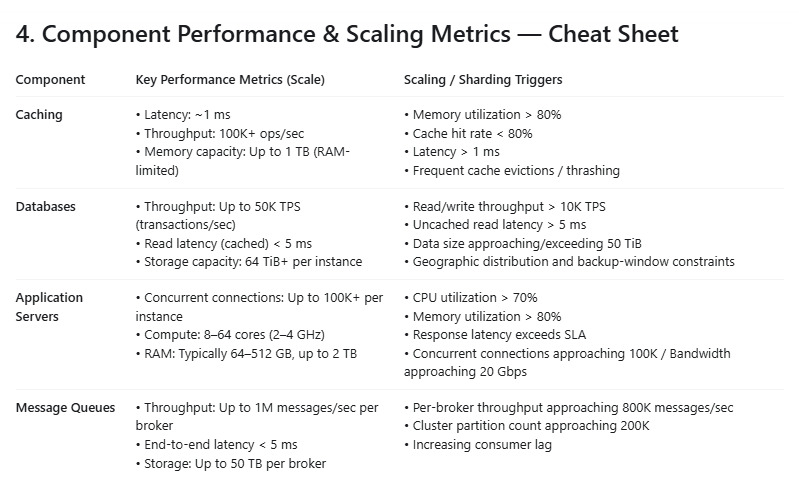 4. Component Performance & Scaling Metrics — Cheat Sheet
Component
Key Performance Metrics (Scale)
Scaling / Sharding Triggers
Caching
• Latency: ~1 ms
• Throughput: 100K+ ops/sec
• Memory capacity: Up to 1 TB (RAM-
limited)
• Memory utilization > 80%
• Cache hit rate < 80%
• Latency > 1 ms
• Frequent cache evictions / thrashing
Databases
• Throughput: Up to 50K TPS
(transactions/sec)
• Read latency (cached) < 5 ms
• Storage capacity: 64 TiB+ per instance
• Read/write throughput > 10K TPS
• Uncached read latency > 5 ms
• Data size approaching/exceeding 50 TiB
• Geographic distribution and backup-window constraints
Application
Servers
• Concurrent connections: Up to 100K+ per
instance
• Compute: 8–64 cores (2–4 GHz)
• RAM: Typically 64–512 GB, up to 2 TB
• CPU utilization > 70%
• Memory utilization > 80%
• Response latency exceeds SLA
• Concurrent connections approaching 100K / Bandwidth
approaching 20 Gbps
Message Queues
• Throughput: Up to 1M messages/sec per
broker
• End-to-end latency < 5 ms
• Storage: Up to 50 TB per broker
• Per-broker throughput approaching 800K messages/sec
• Cluster partition count approaching 200K
• Increasing consumer lag